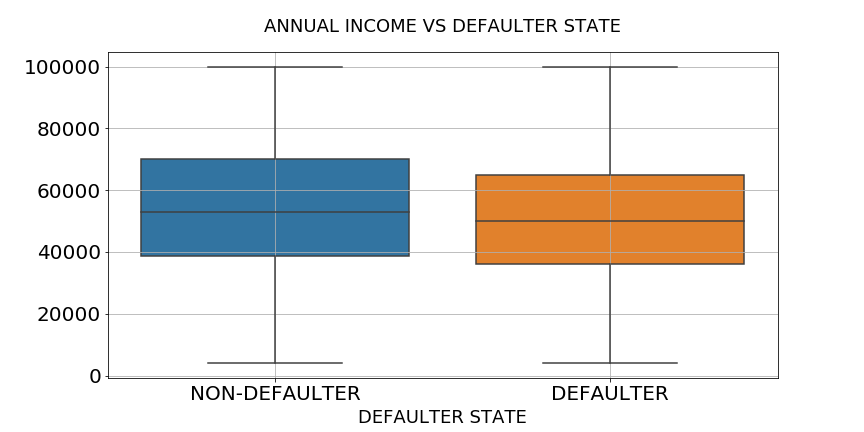 ANNUAL INCOME VS DEFAULTER STATE
100000
80000
60000
40000
20000
0
NON-DEFAULTER DEFAULTER
DEFAULTER STATE